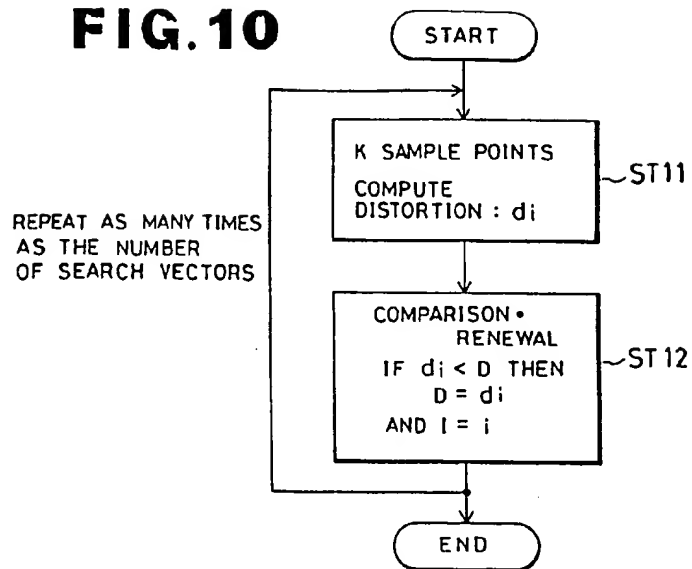 FIG.10
START
K SAMPLE POINTS
COMPUTE
DISTORTION : di
ST11
REPEAT AS MANY TIMES
AS THE NUMBER
OF SEARCH VECTORS
COMPARISON •
RENEWAL
IF di < D THEN
D = di
AND I = i
ST12
END